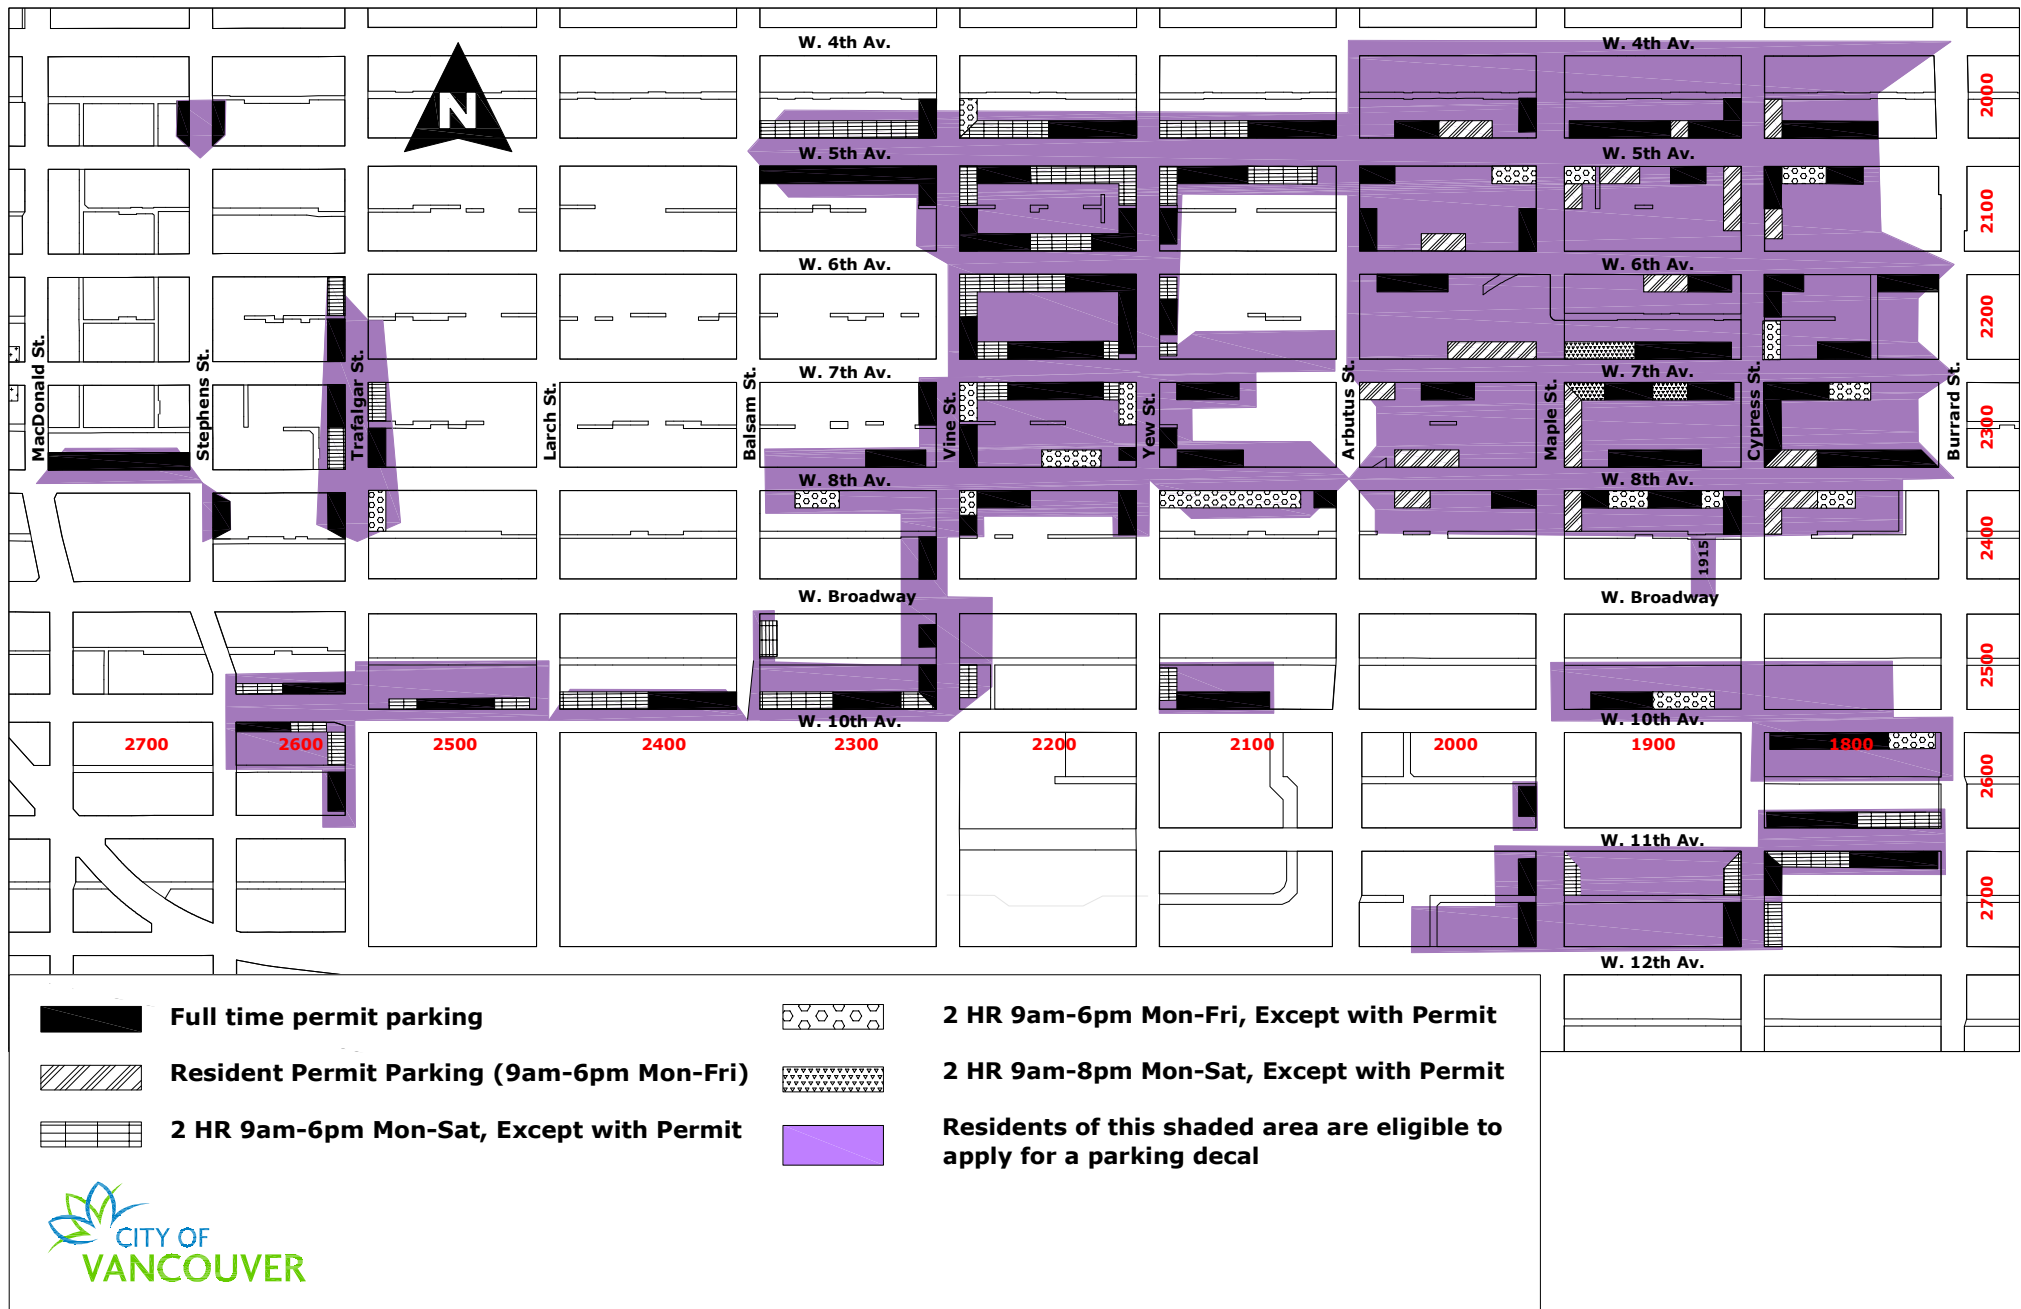 W. 4th Av.
W. 4th Av.
N
2000
W. 5th Av.
W. 5th Av.
2100
W. 6th Av.
W. 6th Av.
2200
MacDonald St.
Stephens St.
Trafalgar St.
Larch St.
Balsam St.
Vine St.
Yew St.
Arbutus St.
Maple St.
Cypress St.
Burrard St.
W. 7th Av.
W. 7th Av.
2300
W. 8th Av.
W. 8th Av.
2400
1915
W. Broadway
W. Broadway
2500
W. 10th Av.
W. 10th Av.
2700
2600
2500
2400
2300
2200
2100
2000
1900
1800
2600
W. 11th Av.
2700
W. 12th Av.
Full time permit parking
Resident Permit Parking (9am-6pm Mon-Fri)
2 HR 9am-6pm Mon-Sat, Except with Permit
2 HR 9am-6pm Mon-Fri, Except with Permit
2 HR 9am-8pm Mon-Sat, Except with Permit
Residents of this shaded area are eligible to
apply for a parking decal
CITY OF
VANCOUVER